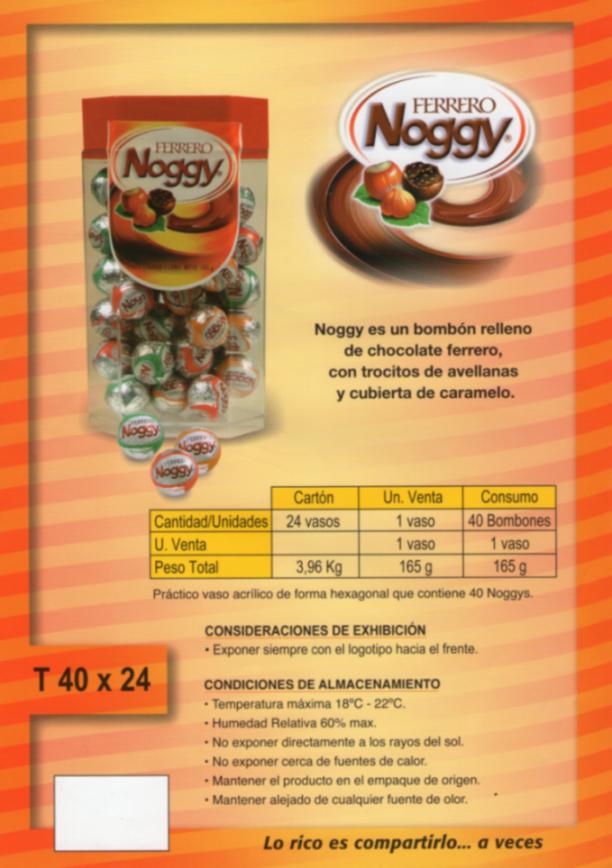 FERRERO
Noggy®
FERRERO
Noggy
Noggy es un bombón relleno
de chocolate ferrero,
con trocitos de avellanas
y cubierta de caramelo.
Noggy
Noggy
Noggy
Cartón Un. Venta Consumo
Cantidad/Unidades 24 vasos 1 vaso 40 Bombones
U. Venta 1 vaso 1 vaso
Peso Total 3,96 Kg 165 g 165 g
Práctico vaso acrílico de forma hexagonal que contiene 40 Noggys.
CONSIDERACIONES DE EXHIBICIÓN
• Exponer siempre con el logotipo hacia el frente.
T 40 x 24
CONDICIONES DE ALMACENAMIENTO
• Temperatura máxima 18ºC - 22ºC.
• Humedad Relativa 60% max.
• No exponer directamente a los rayos del sol.
• No exponer cerca de fuentes de calor.
• Mantener el producto en el empaque de origen.
• Mantener alejado de cualquier fuente de olor.
Lo rico es compartirlo... a veces